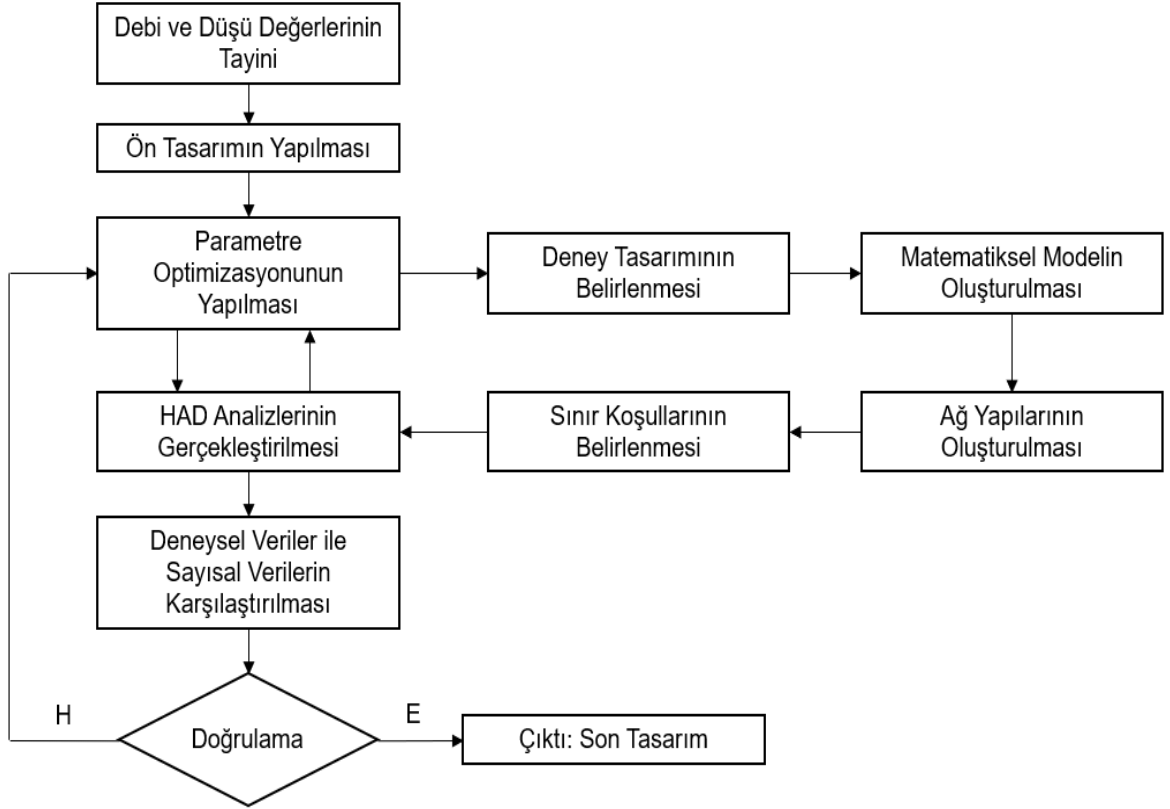 Debi ve Düşü Değerlerinin
Tayini
Ön Tasarımın Yapılması
Parametre
Optimizasyonunun
Yapılması
Deney Tasarımının
Belirlenmesi
Matematiksel Modelin
Oluşturulması
HAD Analizlerinin
Gerçekleştirilmesi
Sınır Koşullarının
Belirlenmesi
Ağ Yapılarının
Oluşturulması
Deneysel Veriler ile
Sayısal Verilerin
Karşılaştırılması
H
Doğrulama
E
Çıktı: Son Tasarım